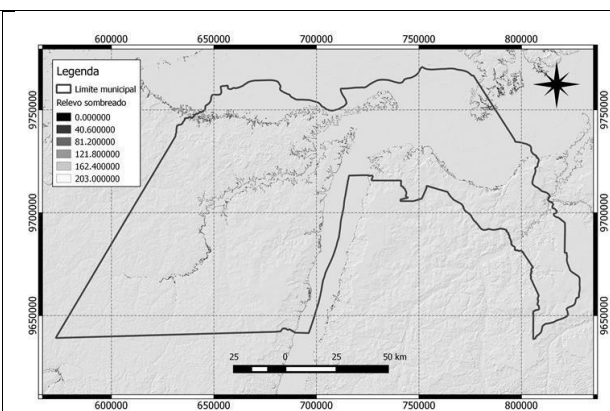 600000 650000 700000 750000 800000
Legenda
Limite municipal
Relevo sombreado
0.000000
40.600000
81.200000
121.800000
162.400000
203.000000
9750000 9750000
9700000 9700000
9650000 9650000
25 0 25 50 km
600000 650000 700000 750000 800000